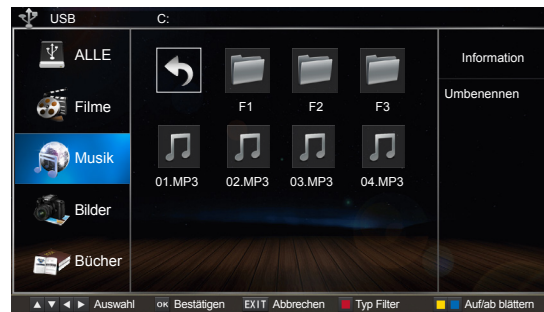 USB C:
ALLE
Filme
Musik
Bilder
Bücher
F1 F2 F3
01.MP3 02.MP3 03.MP3 04.MP3
Information
Umbenennen
Auswahl OK Bestätigen EXIT Abbrechen Typ Filter Auf/ab blättern